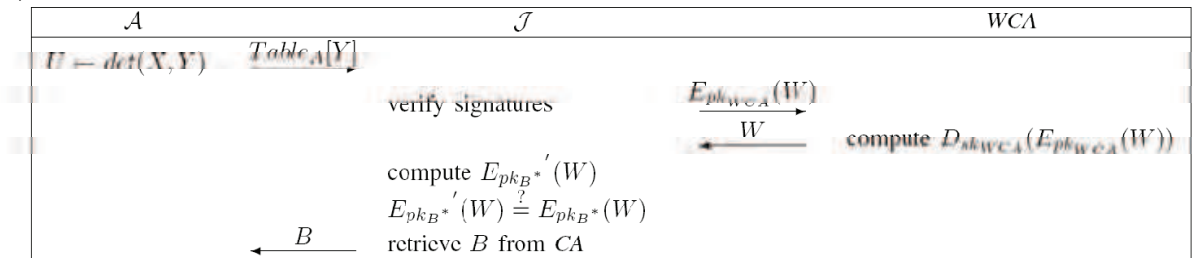 A J WCA
U ← det(X, Y) Table_A[Y]
verify signatures E_{pk_{WCA}}(W)
W compute D_{sk_{WCA}}(E_{pk_{WCA}}(W))
compute E_{pk_{B*}}'(W)
E_{pk_{B*}}'(W) ≟ E_{pk_{B*}}(W)
B retrieve B from CA